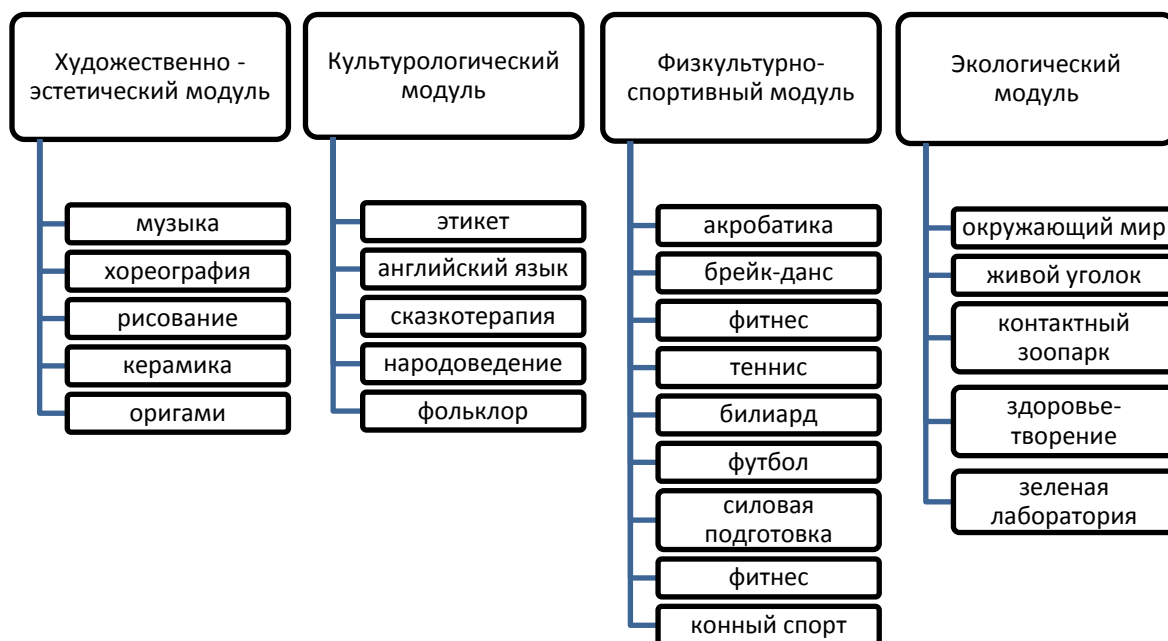 Художественно -
эстетический модуль
музыка
хореография
рисование
керамика
оригами
Культурологический
модуль
этикет
английский язык
сказкотерапия
народоведение
фольклор
Физкультурно-
спортивный модуль
акробатика
брейк-данс
фитнес
теннис
билиард
футбол
силовая
подготовка
фитнес
конный спорт
Экологический
модуль
окружающий мир
живой уголок
контактный
зоопарк
здоровье-
творение
зеленая
лаборатория